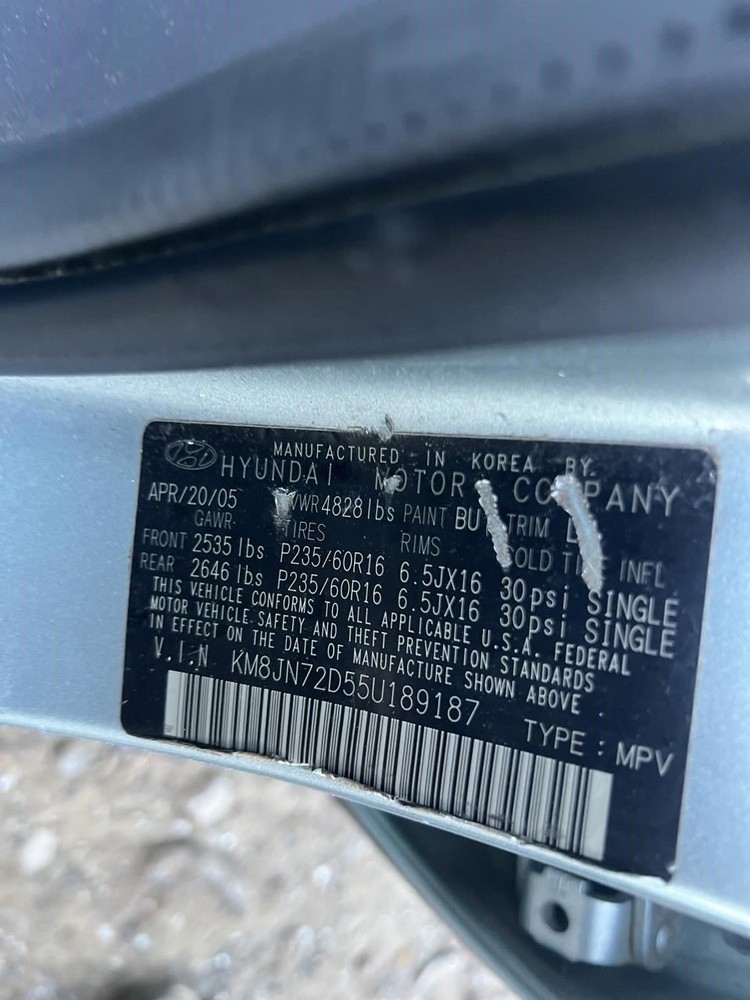 MANUFACTURED IN KOREA BY.
HYUNDAI MOTOR COMPANY
APR/20/05 GVWR 4828 lbs PAINT BU TRIM
GAWR TIRES RIMS COLD TIRE INFL
FRONT 2535 lbs P235/60R16 6.5JX16 30psi SINGLE
REAR 2646 lbs P235/60R16 6.5JX16 30psi SINGLE
THIS VEHICLE CONFORMS TO ALL APPLICABLE U.S.A. FEDERAL
MOTOR VEHICLE SAFETY AND THEFT PREVENTION STANDARDS
IN EFFECT ON THE DATE OF MANUFACTURE SHOWN ABOVE
V.I.N KM8JN72D55U189187
TYPE : MPV